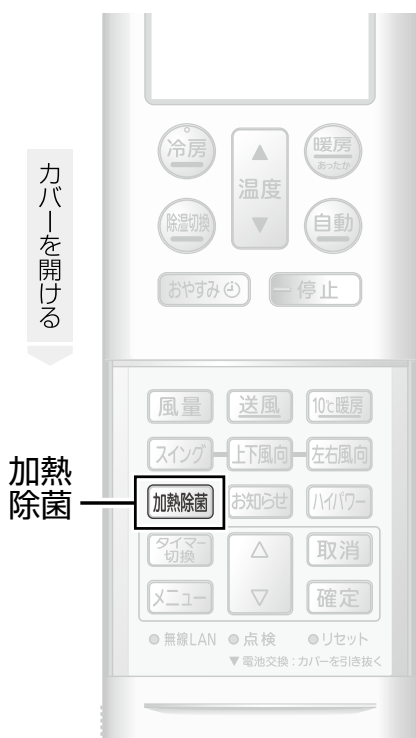 カバーを開ける
冷房
暖房
あったか
温度
除湿切換
自動
おやすみ
停止
風量
送風
10℃暖房
スイング
上下風向
左右風向
加熱
除菌
加熱除菌
お知らせ
ハイパワー
タイマー
切換
取消
メニュー
確定
無線LAN
点検
リセット
▼電池交換：カバーを引き抜く